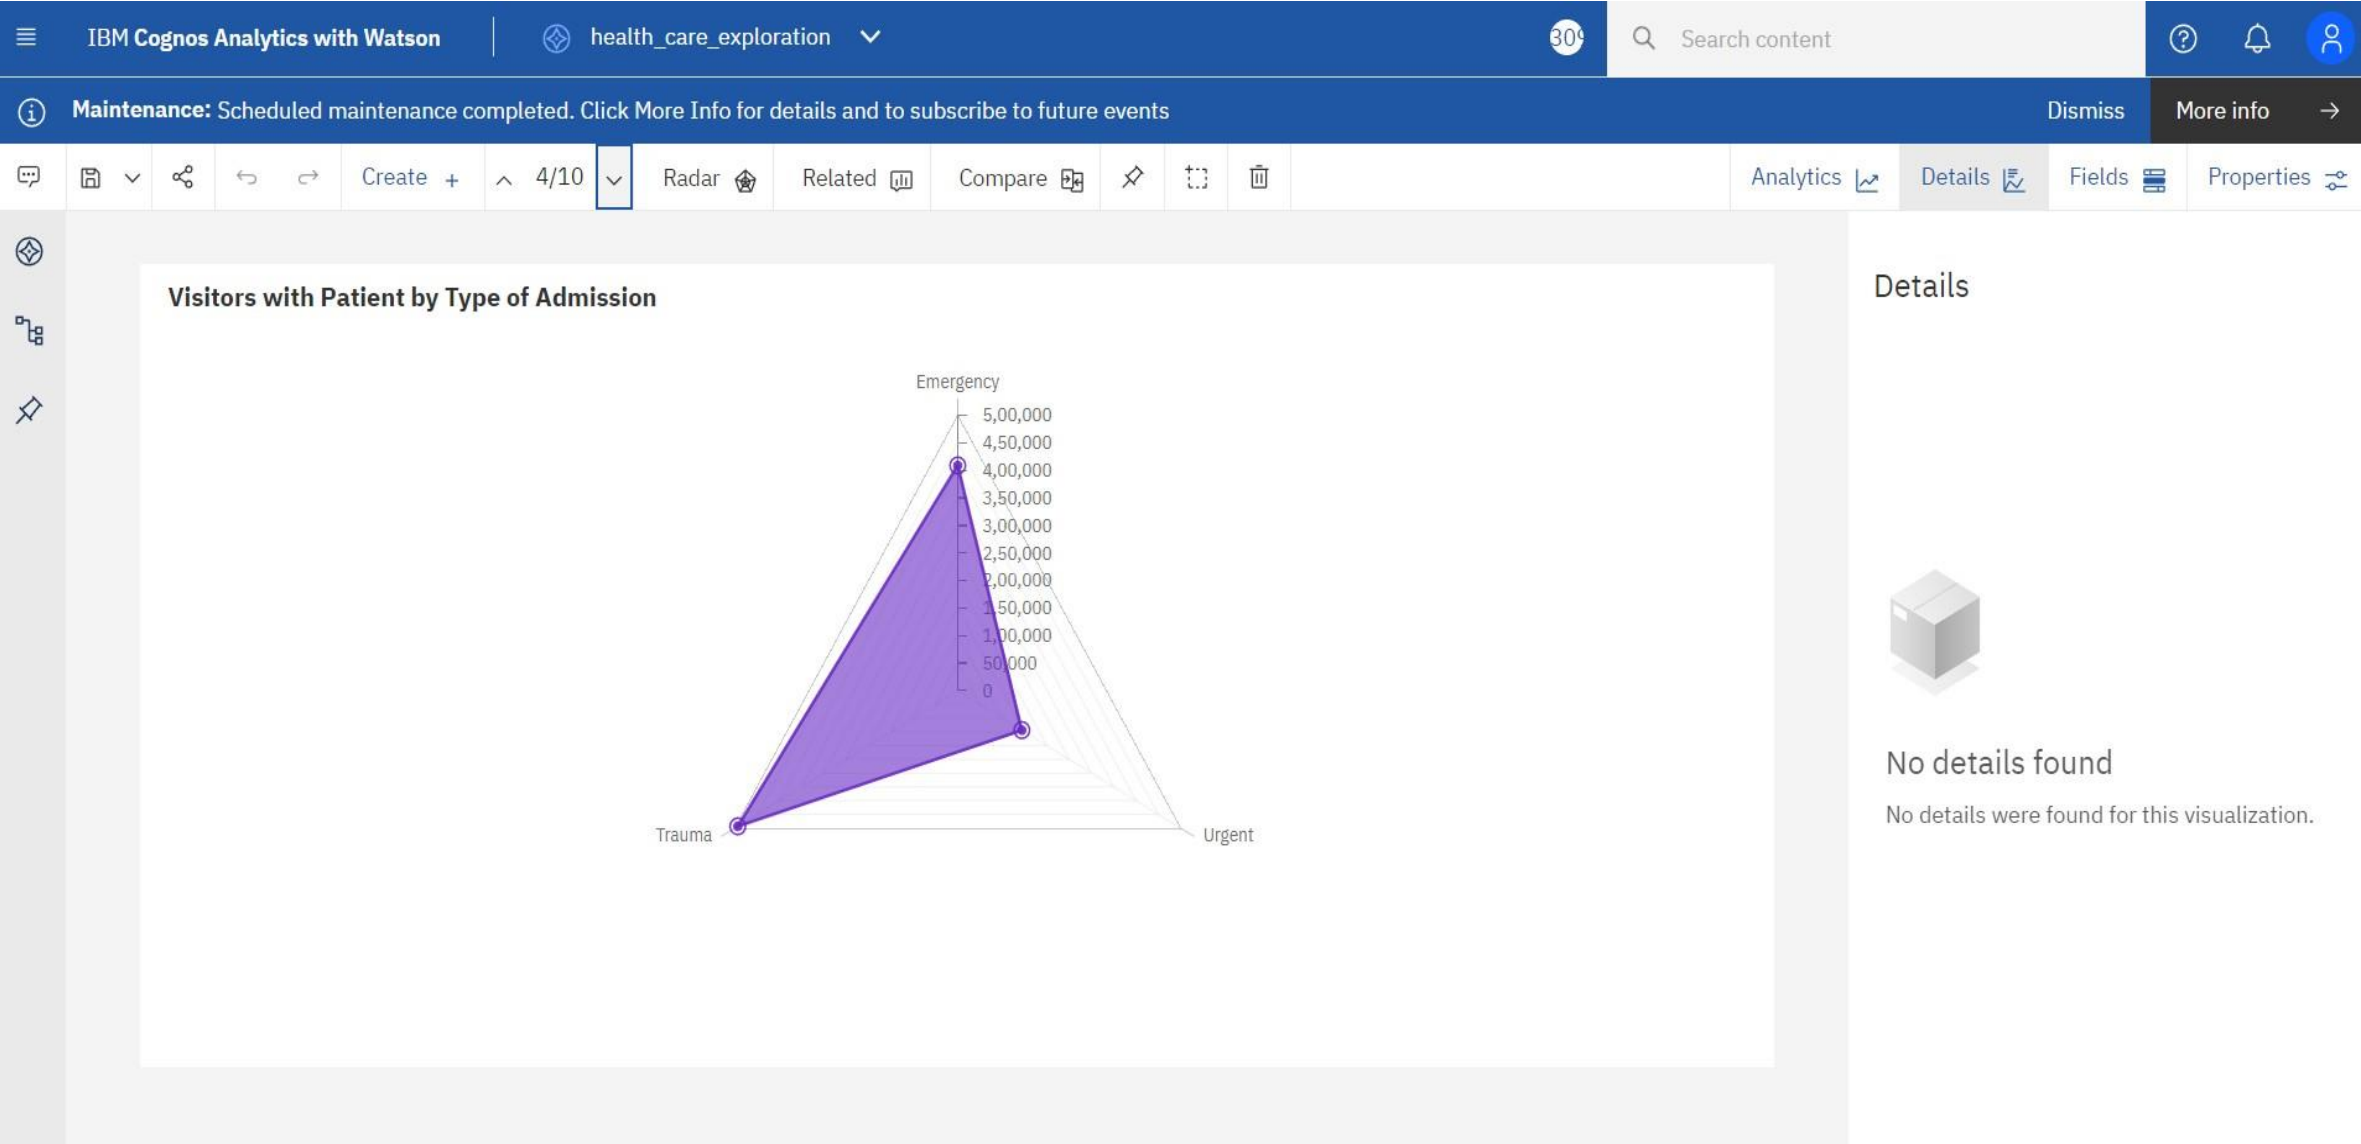 IBM Cognos Analytics with Watson
health_care_exploration
30
Search content
Maintenance: Scheduled maintenance completed. Click More Info for details and to subscribe to future events
Dismiss
More info
Create
4/10
Radar
Related
Compare
Analytics
Details
Fields
Properties
Visitors with Patient by Type of Admission
Details
Emergency
5,00,000
4,50,000
4,00,000
3,50,000
3,00,000
2,50,000
2,00,000
1,50,000
1,00,000
50,000
0
Trauma
Urgent
No details found
No details were found for this visualization.